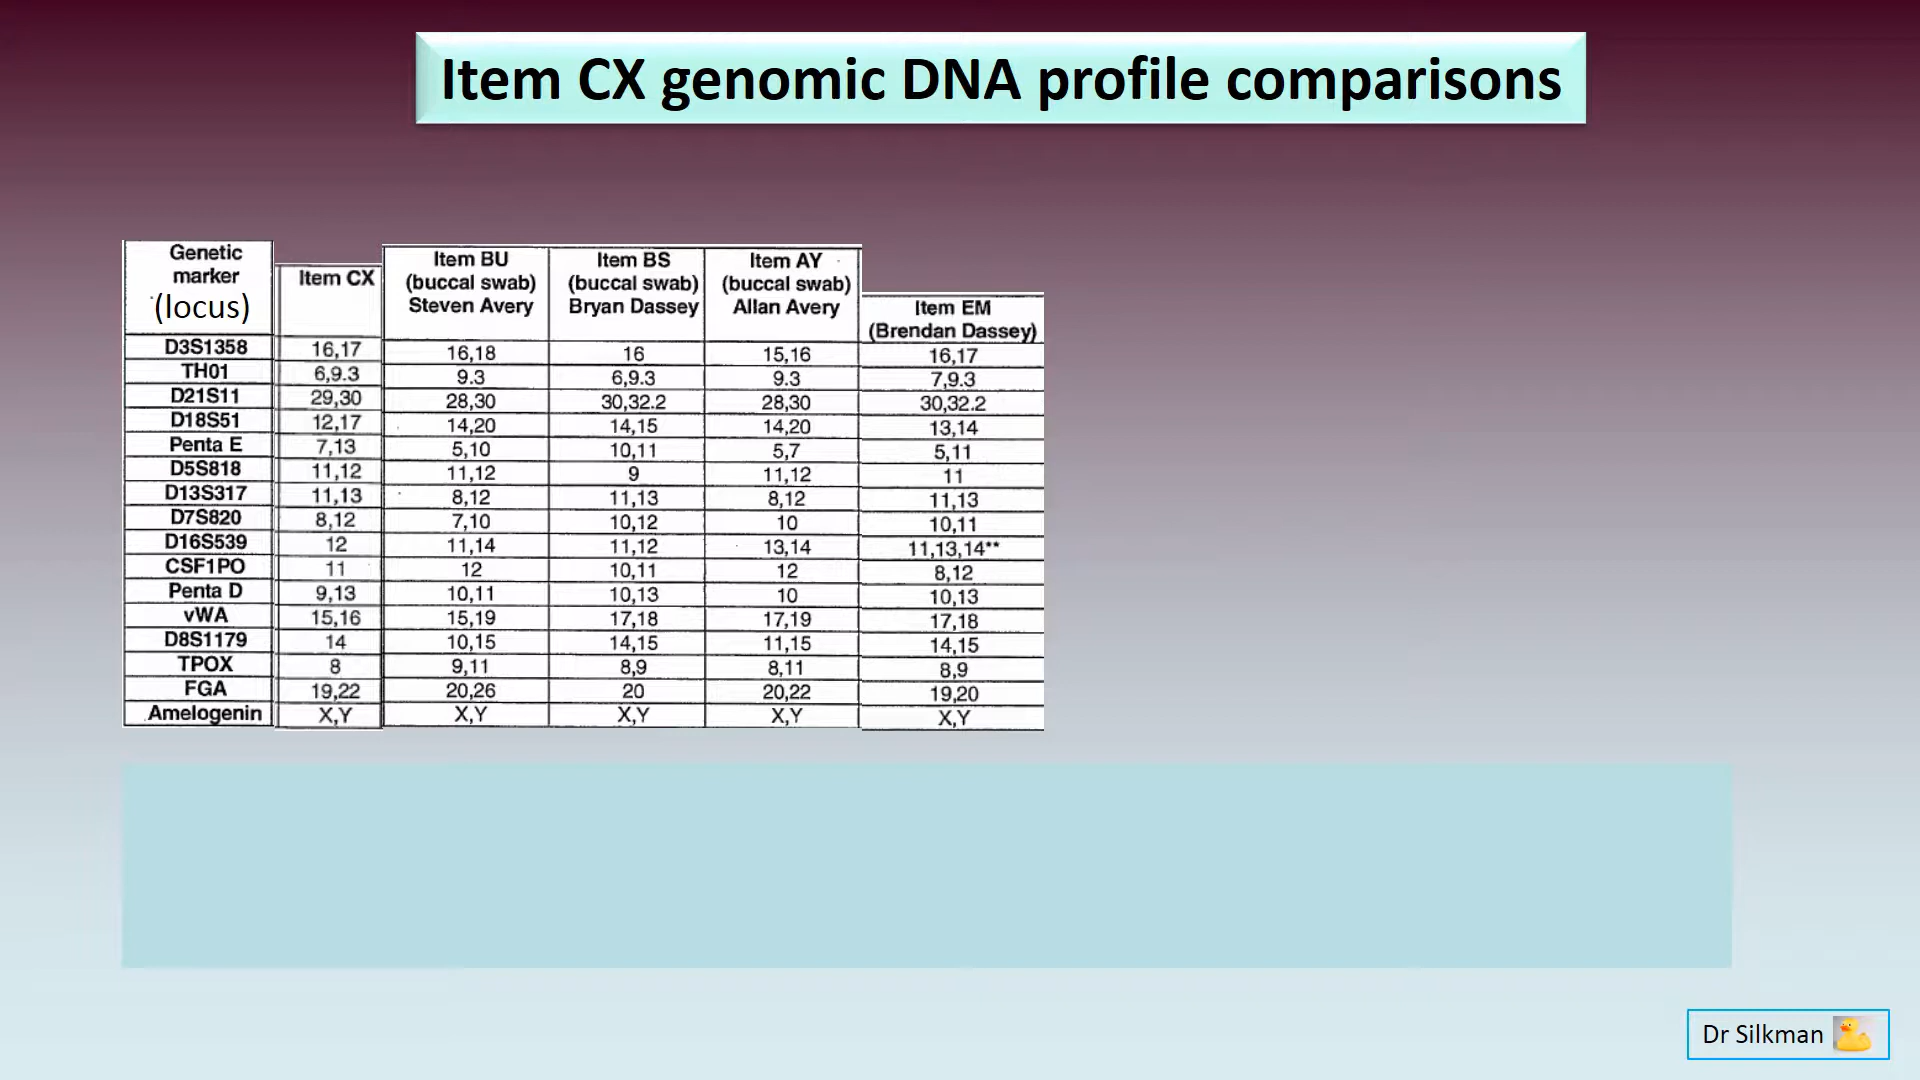 Item CX genomic DNA profile comparisons
Genetic marker (locus) Item CX Item BU (buccal swab) Steven Avery Item BS (buccal swab) Bryan Dassey Item AY (buccal swab) Allan Avery Item EM (Brendan Dassey)
D3S1358 16,17 16,18 16 15,16 16,17
TH01 6,9.3 9.3 6,9.3 9.3 7,9.3
D21S11 29,30 28,30 30,32.2 28,30 30,32.2
D18S51 12,17 14,20 14,15 14,20 13,14
Penta E 7,13 5,10 10,11 5,7 5,11
D5S818 11,12 11,12 9 11,12 11
D13S317 11,13 8,12 11,13 8,12 11,13
D7S820 8,12 7,10 10,12 10 10,11
D16S539 12 11,14 11,12 13,14 11,13,14**
CSF1PO 11 12 10,11 12 8,12
Penta D 9,13 10,11 10,13 10 10,13
vWA 15,16 15,19 17,18 17,19 17,18
D8S1179 14 10,15 14,15 11,15 14,15
TPOX 8 9,11 8,9 8,11 8,9
FGA 19,22 20,26 20 20,22 19,20
Amelogenin X,Y X,Y X,Y X,Y X,Y
Dr Silkman